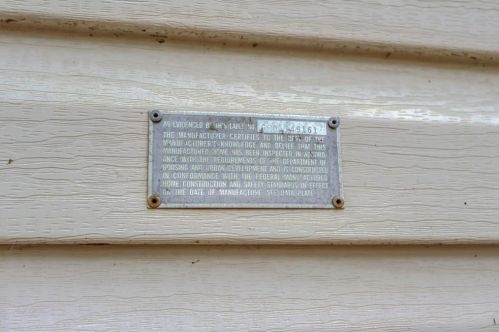 AS EVIDENCED BY THIS LABEL NO.
THE MANUFACTURER CERTIFIES TO THE BEST OF THE
MANUFACTURER'S KNOWLEDGE AND BELIEF THAT THIS
MANUFACTURED HOME HAS BEEN INSPECTED IN ACCORD-
ANCE WITH THE REQUIREMENTS OF THE DEPARTMENT OF
HOUSING AND URBAN DEVELOPMENT AND IS CONSTRUCTED
IN CONFORMANCE WITH THE FEDERAL MANUFACTURED
HOME CONSTRUCTION AND SAFETY STANDARDS IN EFFECT
ON THE DATE OF MANUFACTURE. SEE DATA PLATE.